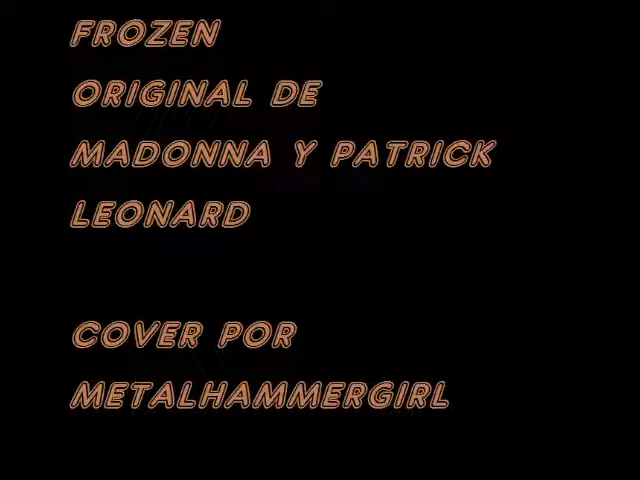 FROZEN
ORIGINAL DE
MADONNA Y PATRICK
LEONARD
COVER POR
METALHAMMERGIRL